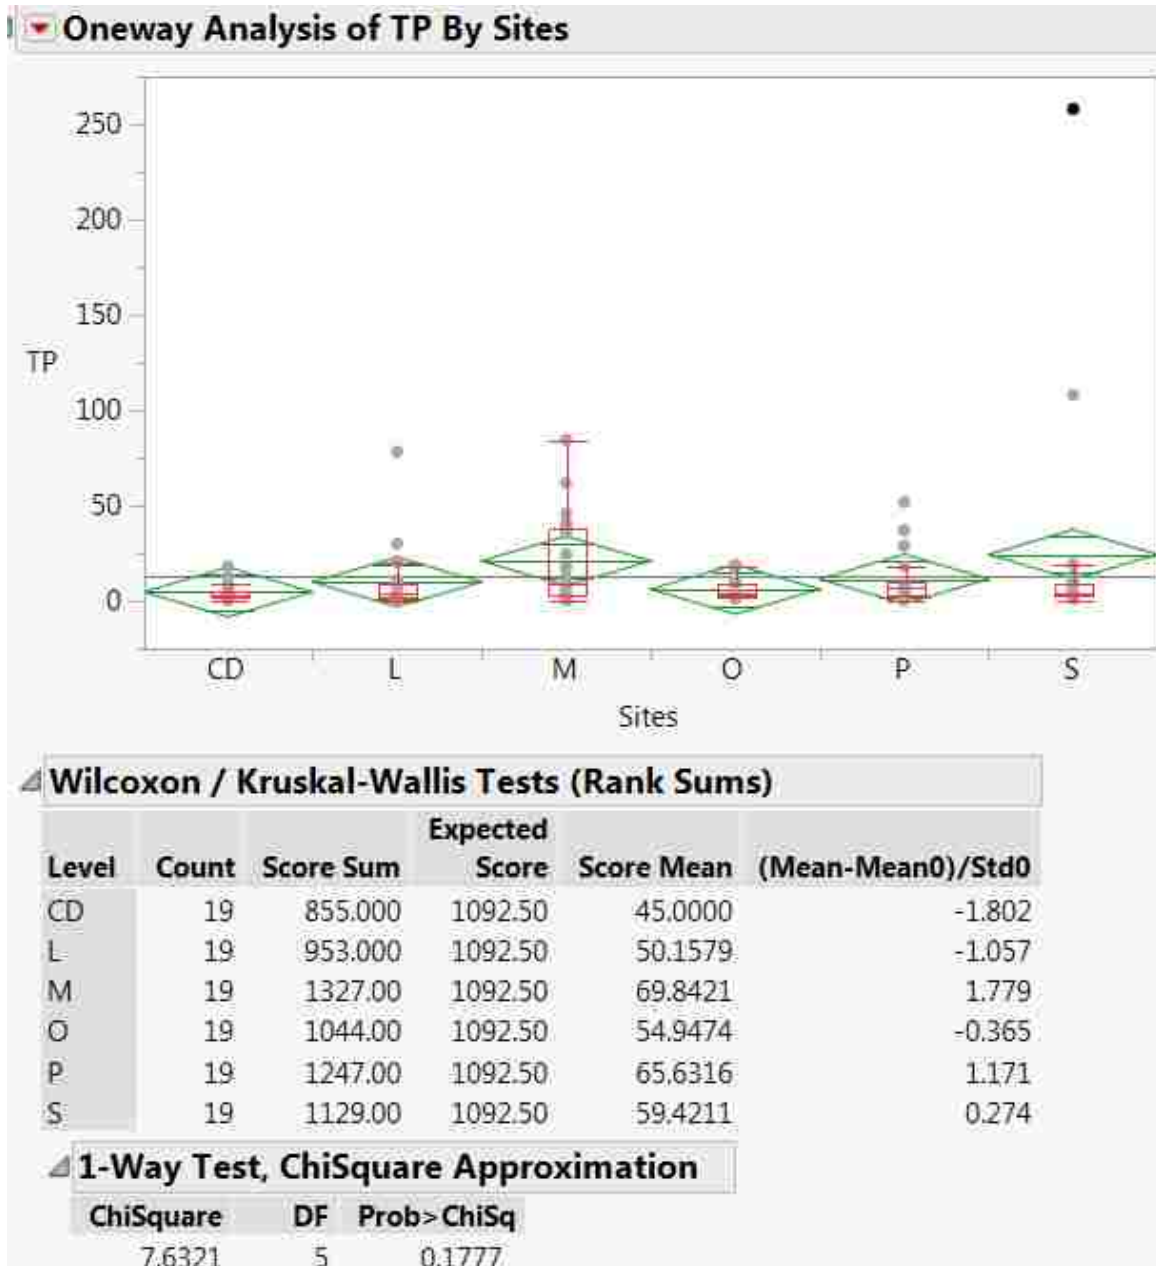 Oneway Analysis of TP By Sites
250
200
150
TP
100
50
0
CD L M O P S
Sites
Wilcoxon / Kruskal-Wallis Tests (Rank Sums)
Expected
Level Count Score Sum Score Score Mean (Mean-Mean0)/Std0
CD 19 855.000 1092.50 45.0000 -1.802
L 19 953.000 1092.50 50.1579 -1.057
M 19 1327.00 1092.50 69.8421 1.779
O 19 1044.00 1092.50 54.9474 -0.365
P 19 1247.00 1092.50 65.6316 1.171
S 19 1129.00 1092.50 59.4211 0.274
1-Way Test, ChiSquare Approximation
ChiSquare DF Prob>ChiSq
7.6321 5 0.1777